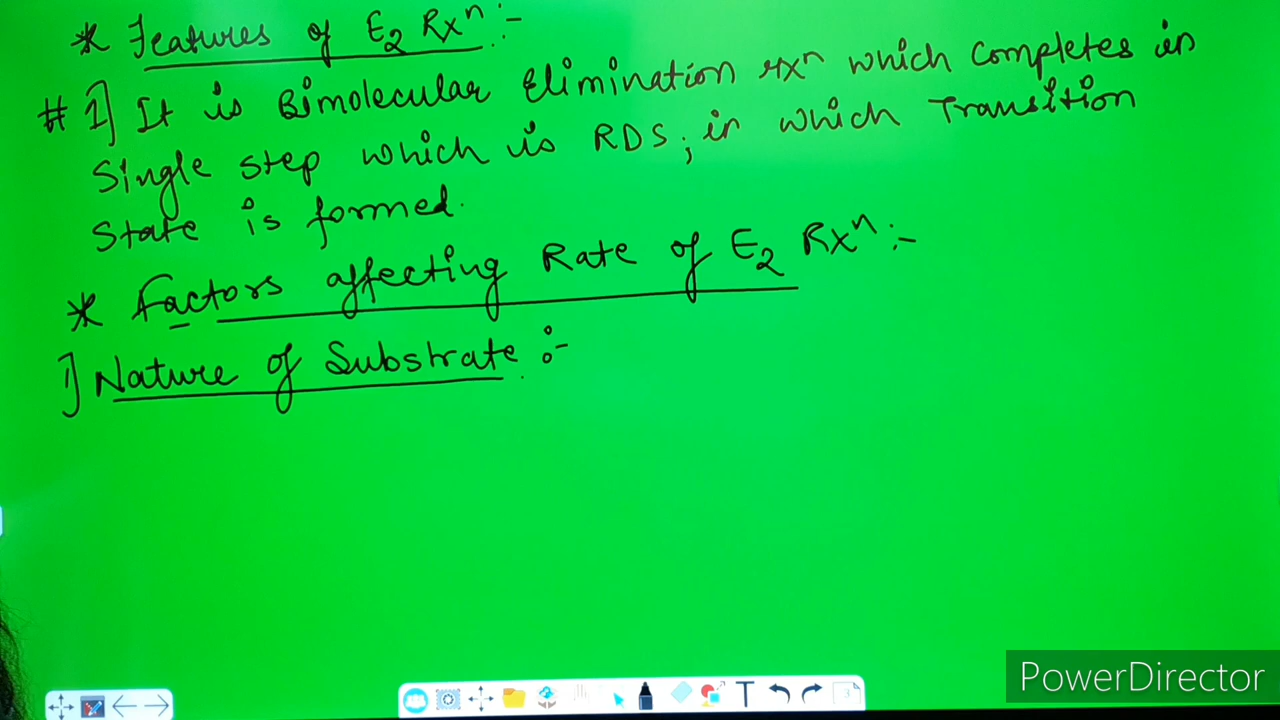 * Features of E₂ Rxⁿ :-
# 1] It is Bimolecular Elimination rxⁿ which completes in
Single step which is RDS; in which Transition
State is formed.
* Factors affecting Rate of E₂ Rxⁿ :-
1] Nature of Substrate :-
T
3
PowerDirector